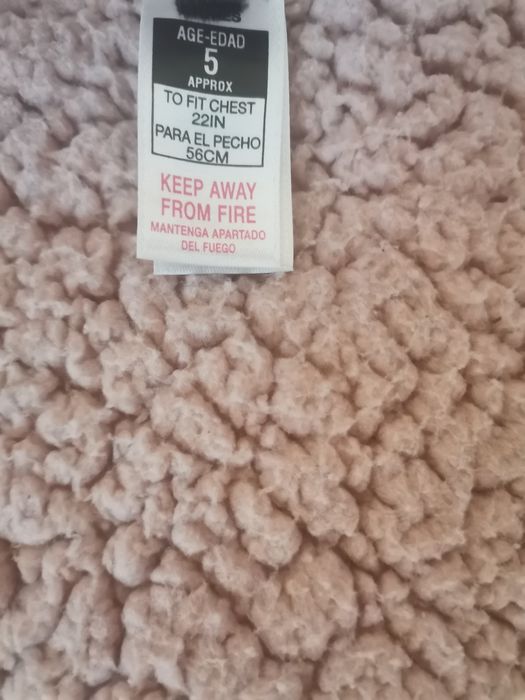 AGE-EDAD
5
APPROX
TO FIT CHEST
22IN
PARA EL PECHO
56CM
KEEP AWAY
FROM FIRE
MANTENGA APARTADO
DEL FUEGO